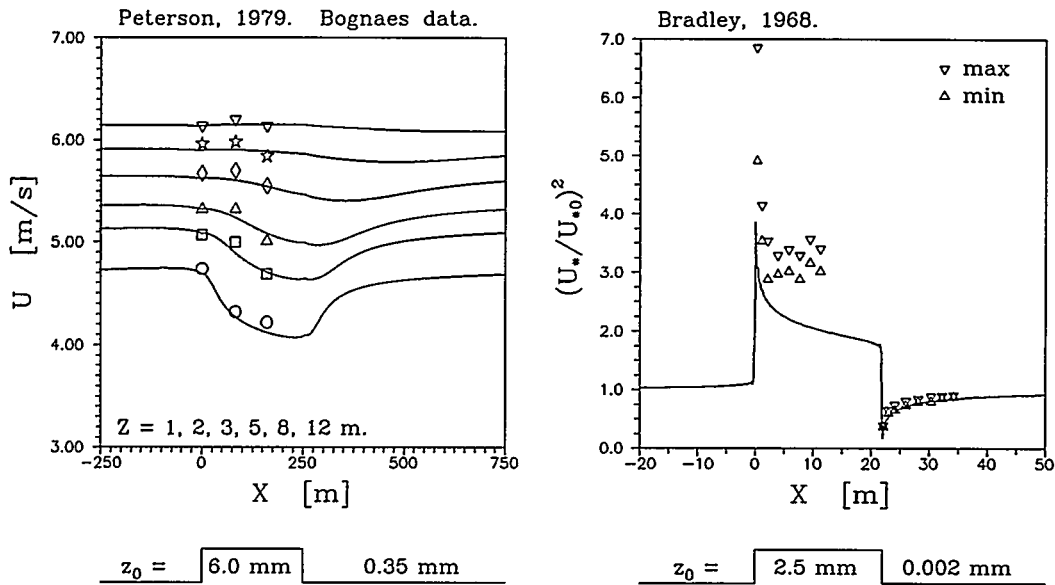 Peterson, 1979. Bognaes data.
7.00
6.00
5.00
4.00
3.00
U [m/s]
Z = 1, 2, 3, 5, 8, 12 m.
-250 0 250 500 750
X [m]
z₀ = 6.0 mm 0.35 mm
Bradley, 1968.
7.0
6.0
5.0
4.0
3.0
2.0
1.0
0.0
(U*/U*0)²
▽ max
△ min
-20 -10 0 10 20 30 40 50
X [m]
z₀ = 2.5 mm 0.002 mm